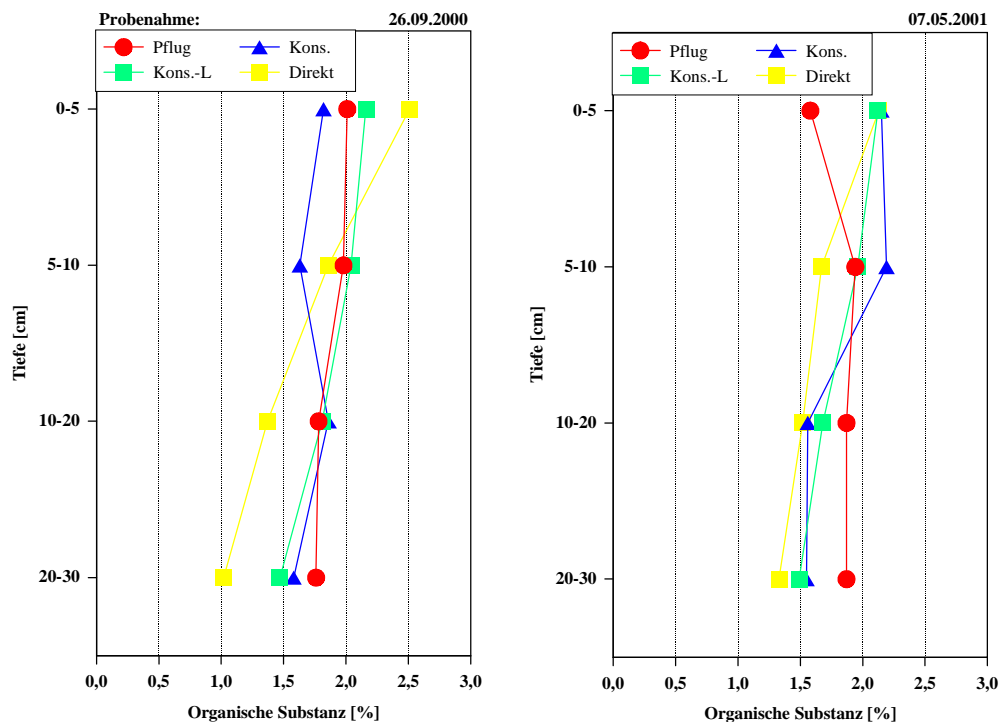 Probenahme: 26.09.2000
Pflug Kons.
Kons.-L Direkt
0-5
5-10
10-20
20-30
Tiefe [cm]
0,0 0,5 1,0 1,5 2,0 2,5 3,0
Organische Substanz [%]
07.05.2001
Pflug Kons.
Kons.-L Direkt
0-5
5-10
10-20
20-30
Tiefe [cm]
0,0 0,5 1,0 1,5 2,0 2,5 3,0
Organische Substanz [%]